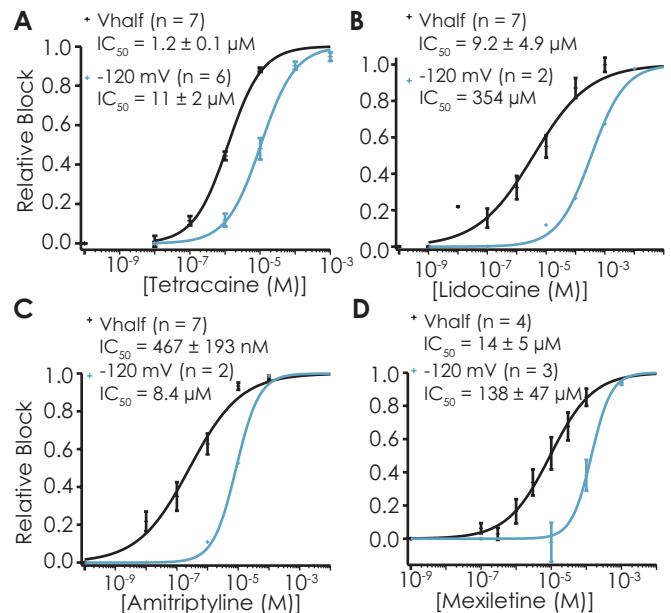 A
Vhalf (n = 7)
IC50 = 1.2 ± 0.1 µM
-120 mV (n = 6)
IC50 = 11 ± 2 µM
Relative Block
1.0
0.8
0.6
0.4
0.2
0.0
10-9
10-7
10-5
10-3
[Tetracaine (M)]
B
Vhalf (n = 7)
IC50 = 9.2 ± 4.9 µM
-120 mV (n = 2)
IC50 = 354 µM
1.0
0.8
0.6
0.4
0.2
0.0
10-9
10-7
10-5
10-3
[Lidocaine (M)]
C
Vhalf (n = 7)
IC50 = 467 ± 193 nM
-120 mV (n = 2)
IC50 = 8.4 µM
Relative Block
1.0
0.8
0.6
0.4
0.2
0.0
10-9
10-7
10-5
10-3
[Amitriptyline (M)]
D
Vhalf (n = 4)
IC50 = 14 ± 5 µM
-120 mV (n = 3)
IC50 = 138 ± 47 µM
1.0
0.8
0.6
0.4
0.2
0.0
10-9
10-7
10-5
10-3
[Mexiletine (M)]